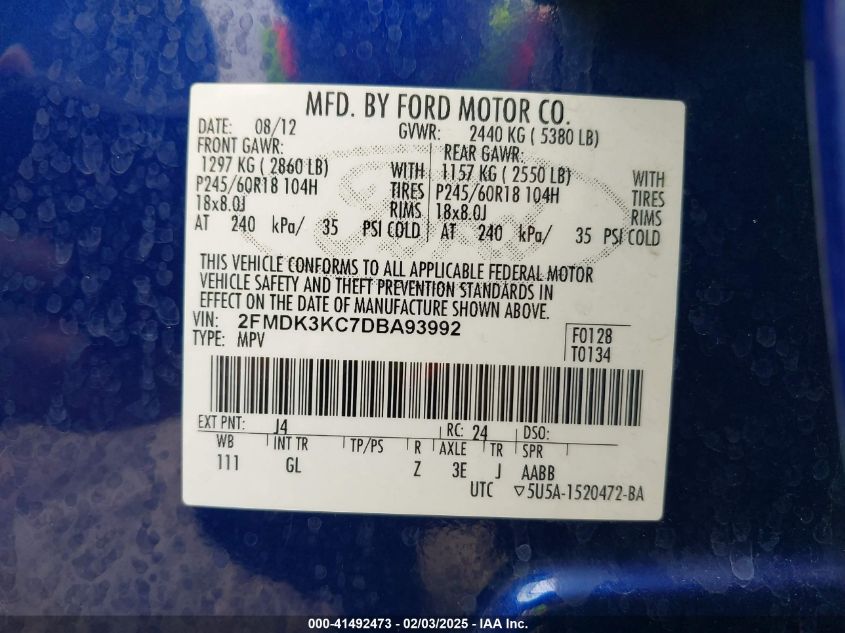 MFD. BY FORD MOTOR CO.
DATE: 08/12 GVWR: 2440 KG ( 5380 LB)
FRONT GAWR: REAR GAWR:
1297 KG ( 2860 LB) WITH 1157 KG ( 2550 LB) WITH
P245/60R18 104H TIRES P245/60R18 104H TIRES
18x8.0J RIMS 18x8.0J RIMS
AT 240 kPa/ 35 PSI COLD AT 240 kPa/ 35 PSI COLD
THIS VEHICLE CONFORMS TO ALL APPLICABLE FEDERAL MOTOR
VEHICLE SAFETY AND THEFT PREVENTION STANDARDS IN
EFFECT ON THE DATE OF MANUFACTURE SHOWN ABOVE.
VIN: 2FMDK3KC7DBA93992
TYPE: MPV
F0128
T0134
EXT PNT: J4 RC: 24 DSO:
WB INT TR TP/PS R AXLE TR SPR
111 GL Z 3E J AABB
UTC ▽5U5A-1520472-BA
000-41492473 - 02/03/2025 - IAA Inc.